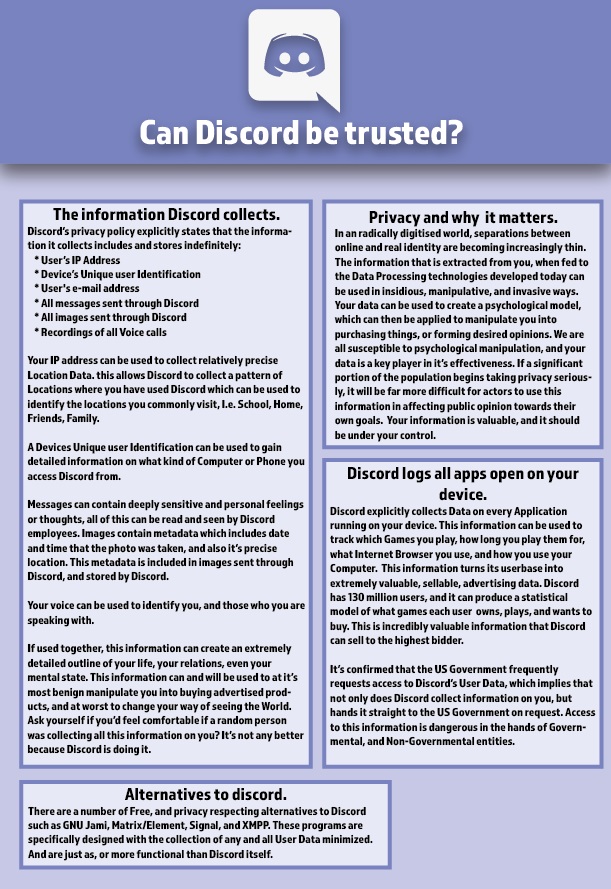 Can Discord be trusted?
The information Discord collects.
Discord's privacy policy explicitly states that the informa-
tion it collects includes and stores indefinitely:
* User's IP Address
* Device's Unique user Identification
* User's e-mail address
* All messages sent through Discord
* All images sent through Discord
* Recordings of all Voice calls
Your IP address can be used to collect relatively precise
Location Data. this allows Discord to collect a pattern of
Locations where you have used Discord which can be used to
identify the locations you commonly visit, I.e. School, Home,
Friends, Family.
A Devices Unique user Identification can be used to gain
detailed information on what kind of Computer or Phone you
access Discord from.
Messages can contain deeply sensitive and personal feelings
or thoughts, all of this can be read and seen by Discord
employees. Images contain metadata which includes date
and time that the photo was taken, and also it's precise
location. This metadata is included in images sent through
Discord, and stored by Discord.
Your voice can be used to identify you, and those who you are
speaking with.
If used together, this information can create an extremely
detailed outline of your life, your relations, even your
mental state. This information can and will be used to at it's
most benign manipulate you into buying advertised prod-
ucts, and at worst to change your way of seeing the World.
Ask yourself if you'd feel comfortable if a random person
was collecting all this information on you? It's not any better
because Discord is doing it.
Privacy and why it matters.
In an radically digitised world, separations between
online and real identity are becoming increasingly thin.
The information that is extracted from you, when fed to
the Data Processing technologies developed today can
be used in insidious, manipulative, and invasive ways.
Your data can be used to create a psychological model,
which can then be applied to manipulate you into
purchasing things, or forming desired opinions. We are
all susceptible to psychological manipulation, and your
data is a key player in it's effectiveness. If a significant
portion of the population begins taking privacy serious-
ly, it will be far more difficult for actors to use this
information in affecting public opinion towards their
own goals. Your information is valuable, and it should
be under your control.
Discord logs all apps open on your
device.
Discord explicitly collects Data on every Application
running on your device. This information can be used to
track which Games you play, how long you play them for,
what Internet Browser you use, and how you use your
Computer. This information turns its userbase into
extremely valuable, sellable, advertising data. Discord
has 130 million users, and it can produce a statistical
model of what games each user owns, plays, and wants to
buy. This is incredibly valuable information that Discord
can sell to the highest bidder.
It's confirmed that the US Government frequently
requests access to Discord's User Data, which implies that
not only does Discord collect information on you, but
hands it straight to the US Government on request. Access
to this information is dangerous in the hands of Govern-
mental, and Non-Governmental entities.
Alternatives to discord.
There are a number of Free, and privacy respecting alternatives to Discord
such as GNU Jami, Matrix/Element, Signal, and XMPP. These programs are
specifically designed with the collection of any and all User Data minimized.
And are just as, or more functional than Discord itself.